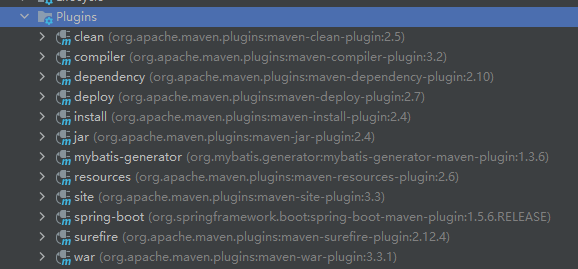 Lifecycle
Plugins
clean (org.apache.maven.plugins:maven-clean-plugin:2.5)
compiler (org.apache.maven.plugins:maven-compiler-plugin:3.2)
dependency (org.apache.maven.plugins:maven-dependency-plugin:2.10)
deploy (org.apache.maven.plugins:maven-deploy-plugin:2.7)
install (org.apache.maven.plugins:maven-install-plugin:2.4)
jar (org.apache.maven.plugins:maven-jar-plugin:2.4)
mybatis-generator (org.mybatis.generator:mybatis-generator-maven-plugin:1.3.6)
resources (org.apache.maven.plugins:maven-resources-plugin:2.6)
site (org.apache.maven.plugins:maven-site-plugin:3.3)
spring-boot (org.springframework.boot:spring-boot-maven-plugin:1.5.6.RELEASE)
surefire (org.apache.maven.plugins:maven-surefire-plugin:2.12.4)
war (org.apache.maven.plugins:maven-war-plugin:3.3.1)